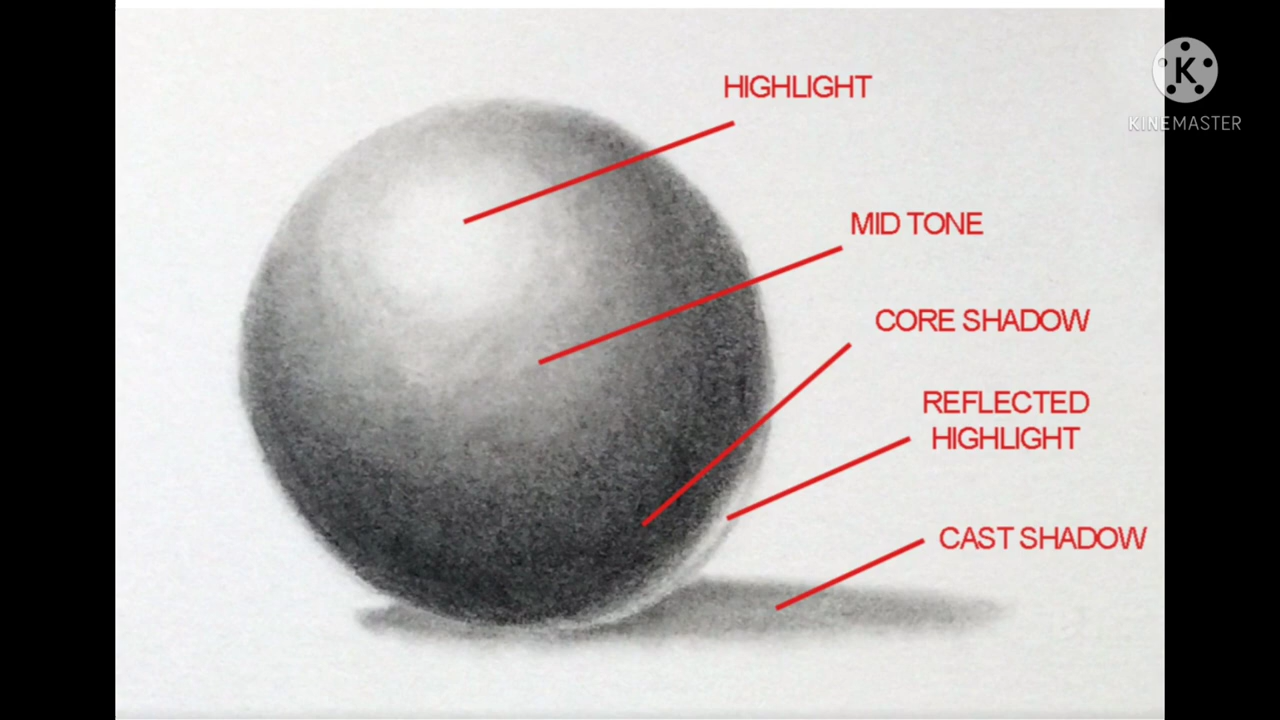 HIGHLIGHT
K
KINEMASTER
MID TONE
CORE SHADOW
REFLECTED
HIGHLIGHT
CAST SHADOW